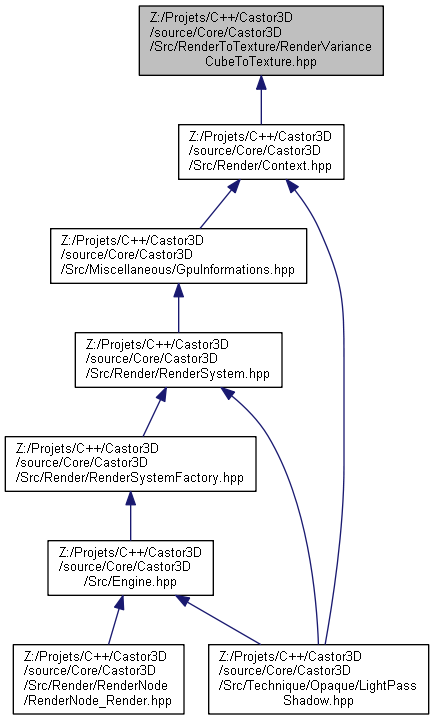 Z:/Projets/C++/Castor3D
/source/Core/Castor3D
/Src/RenderToTexture/RenderVariance
CubeToTexture.hpp
Z:/Projets/C++/Castor3D
/source/Core/Castor3D
/Src/Render/Context.hpp
Z:/Projets/C++/Castor3D
/source/Core/Castor3D
/Src/Miscellaneous/GpuInformations.hpp
Z:/Projets/C++/Castor3D
/source/Core/Castor3D
/Src/Render/RenderSystem.hpp
Z:/Projets/C++/Castor3D
/source/Core/Castor3D
/Src/Render/RenderSystemFactory.hpp
Z:/Projets/C++/Castor3D
/source/Core/Castor3D
/Src/Engine.hpp
Z:/Projets/C++/Castor3D
/source/Core/Castor3D
/Src/Render/RenderNode
/RenderNode_Render.hpp
Z:/Projets/C++/Castor3D
/source/Core/Castor3D
/Src/Technique/Opaque/LightPass
Shadow.hpp